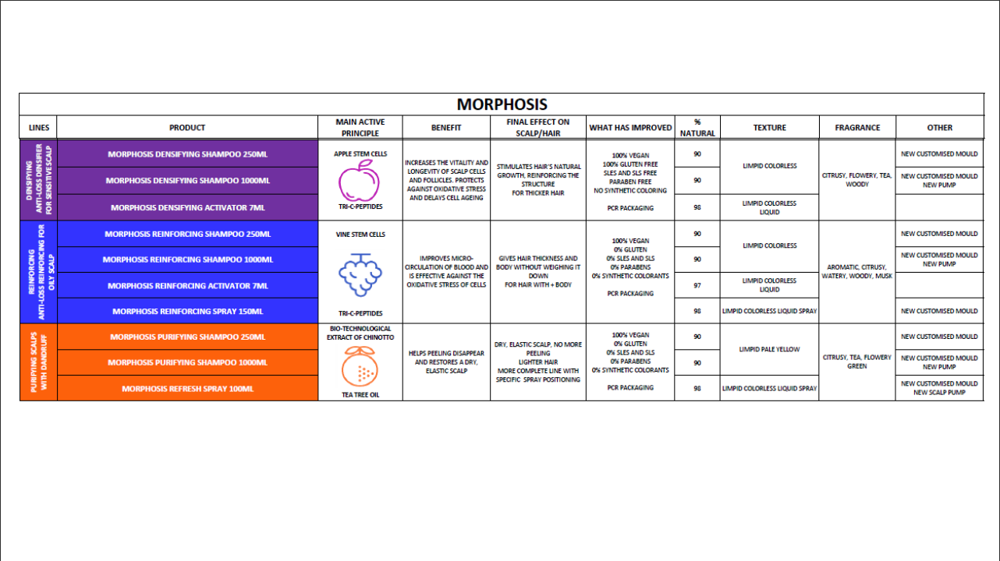 MORPHOSIS
LINES
PRODUCT
MAIN ACTIVE
PRINCIPLE
BENEFIT
FINAL EFFECT ON
SCALP/HAIR
WHAT HAS IMPROVED
%
NATURAL
TEXTURE
FRAGRANCE
OTHER
DENSIFYING
ANTI-LOSS DENSIFIER
FOR SENSITIVE SCALP
MORPHOSIS DENSIFYING SHAMPOO 250ML
MORPHOSIS DENSIFYING SHAMPOO 1000ML
MORPHOSIS DENSIFYING ACTIVATOR 7ML
APPLE STEM CELLS
TRI-C-PEPTIDES
INCREASES THE VITALITY AND
LONGEVITY OF SCALP CELLS
AND FOLLICLES. PROTECTS
AGAINST OXIDATIVE STRESS
AND DELAYS CELL AGEING
STIMULATES HAIR'S NATURAL
GROWTH, REINFORCING THE
STRUCTURE
FOR THICKER HAIR
100% VEGAN
100% GLUTEN FREE
SLES AND SLS FREE
PARABEN FREE
NO SYNTHETIC COLORING
PCR PACKAGING
90
90
98
LIMPID COLORLESS
LIMPID COLORLESS
LIQUID
CITRUSY, FLOWERY, TEA,
WOODY
NEW CUSTOMISED MOULD
NEW CUSTOMISED MOULD
NEW PUMP
REINFORCING
ANTI-LOSS REINFORCING FOR
OILY SCALP
MORPHOSIS REINFORCING SHAMPOO 250ML
MORPHOSIS REINFORCING SHAMPOO 1000ML
MORPHOSIS REINFORCING ACTIVATOR 7ML
MORPHOSIS REINFORCING SPRAY 150ML
VINE STEM CELLS
TRI-C-PEPTIDES
IMPROVES MICRO-
CIRCULATION OF BLOOD AND
IS EFFECTIVE AGAINST THE
OXIDATIVE STRESS OF CELLS
GIVES HAIR THICKNESS AND
BODY WITHOUT WEIGHING IT
DOWN
FOR HAIR WITH + BODY
100% VEGAN
0% GLUTEN
0% SLES AND SLS
0% PARABENS
0% SYNTHETIC COLORANTS
PCR PACKAGING
90
90
97
98
LIMPID COLORLESS
LIMPID COLORLESS
LIQUID
LIMPID COLORLESS LIQUID SPRAY
AROMATIC, CITRUSY,
WATERY, WOODY, MUSK
NEW CUSTOMISED MOULD
NEW CUSTOMISED MOULD
NEW PUMP
NEW CUSTOMISED MOULD
PURIFYING SCALPS
WITH DANDRUFF
MORPHOSIS PURIFYING SHAMPOO 250ML
MORPHOSIS PURIFYING SHAMPOO 1000ML
MORPHOSIS REFRESH SPRAY 100ML
BIO-TECHNOLOGICAL
EXTRACT OF CHINOTTO
TEA TREE OIL
HELPS PEELING DISAPPEAR
AND RESTORES A DRY,
ELASTIC SCALP
DRY, ELASTIC SCALP, NO MORE
PEELING
LIGHTER HAIR
MORE COMPLETE LINE WITH
SPECIFIC SPRAY POSITIONING
100% VEGAN
0% GLUTEN
0% SLES AND SLS
0% PARABENS
0% SYNTHETIC COLORANTS
PCR PACKAGING
90
90
98
LIMPID PALE YELLOW
LIMPID COLORLESS LIQUID SPRAY
CITRUSY, TEA, FLOWERY
GREEN
NEW CUSTOMISED MOULD
NEW CUSTOMISED MOULD
NEW PUMP
NEW CUSTOMISED MOULD
NEW SCALP PUMP